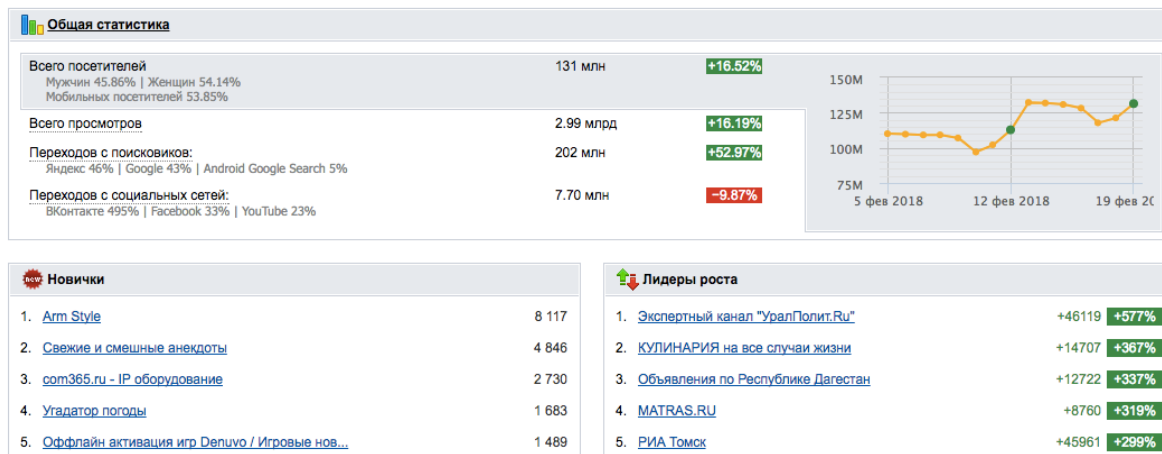 Общая статистика
Всего посетителей 131 млн +16.52%
Мужчин 45.86% | Женщин 54.14%
Мобильных посетителей 53.85%
Всего просмотров 2.99 млрд +16.19%
Переходов с поисковиков: 202 млн +52.97%
Яндекс 46% | Google 43% | Android Google Search 5%
Переходов с социальных сетей: 7.70 млн −9.87%
ВКонтакте 495% | Facebook 33% | YouTube 23%
150M
125M
100M
75M
5 фев 2018 12 фев 2018 19 фев 20
new Новички
1. Arm Style 8 117
2. Свежие и смешные анекдоты 4 846
3. com365.ru - IP оборудование 2 730
4. Угадатор погоды 1 683
5. Оффлайн активация игр Denuvo / Игровые нов... 1 489
Лидеры роста
1. Экспертный канал "УралПолит.Ru" +46119 +577%
2. КУЛИНАРИЯ на все случаи жизни +14707 +367%
3. Объявления по Республике Дагестан +12722 +337%
4. MATRAS.RU +8760 +319%
5. РИА Томск +45961 +299%